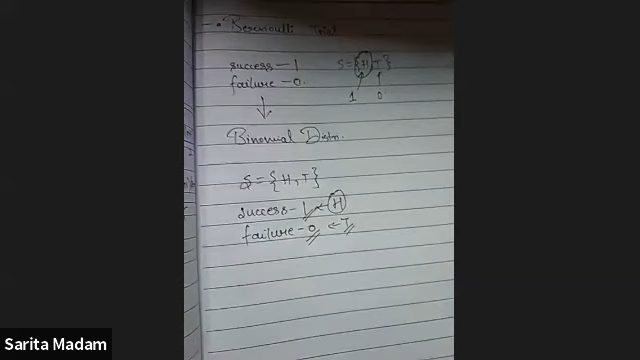 • Bernoulli Trial
success - 1 S = {H, T}
failure - 0. 1 0
Binomial Distn.
S = {H, T}
success - 1 ← H
failure - 0 ← T
Sarita Madam